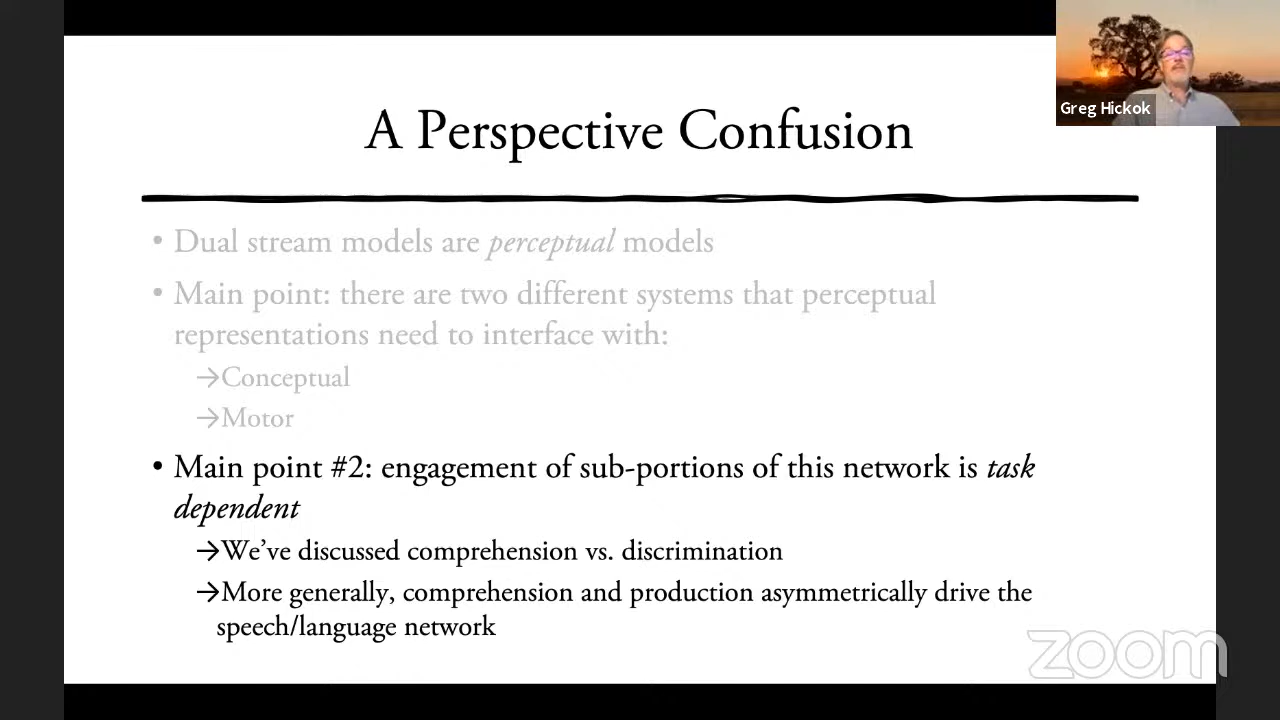 Greg Hickok
A Perspective Confusion
• Dual stream models are perceptual models
• Main point: there are two different systems that perceptual
representations need to interface with:
→Conceptual
→Motor
• Main point #2: engagement of sub-portions of this network is task
dependent
→We've discussed comprehension vs. discrimination
→More generally, comprehension and production asymmetrically drive the
speech/language network
zoom